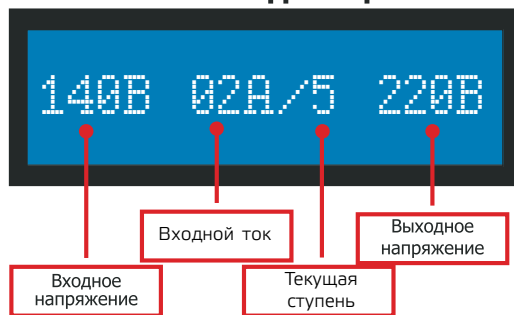 140В 02А/5 220В
Входной ток
Выходное
напряжение
Входное
напряжение
Текущая
ступень